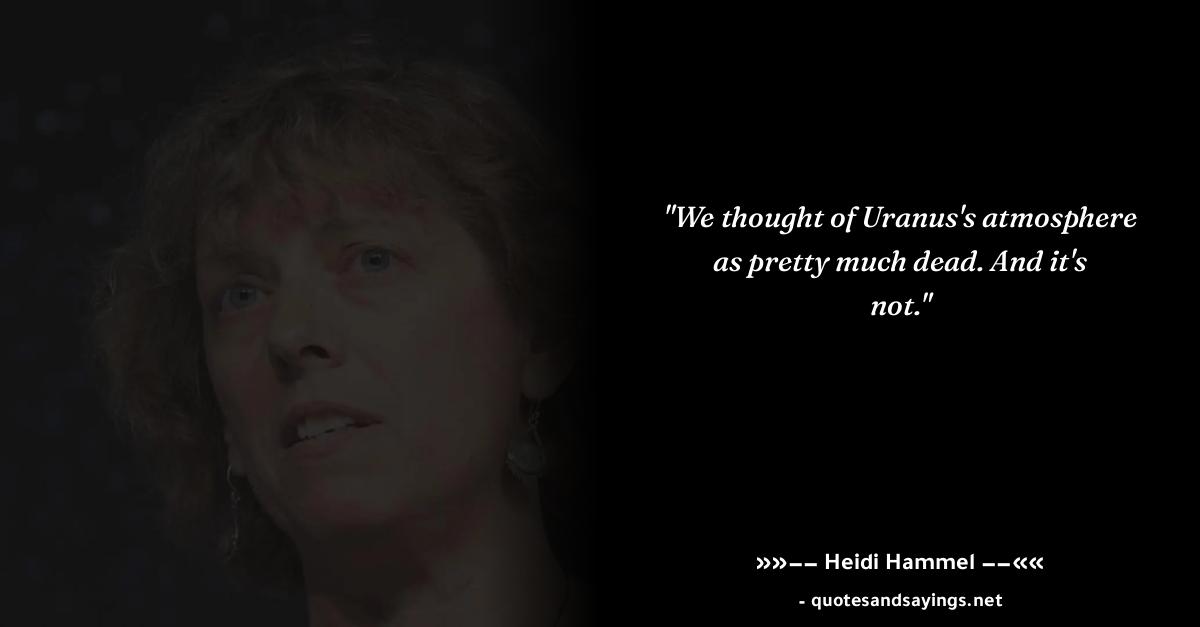 "We thought of Uranus's atmosphere
as pretty much dead. And it's
not."
»»–– Heidi Hammel ––««
- quotesandsayings.net